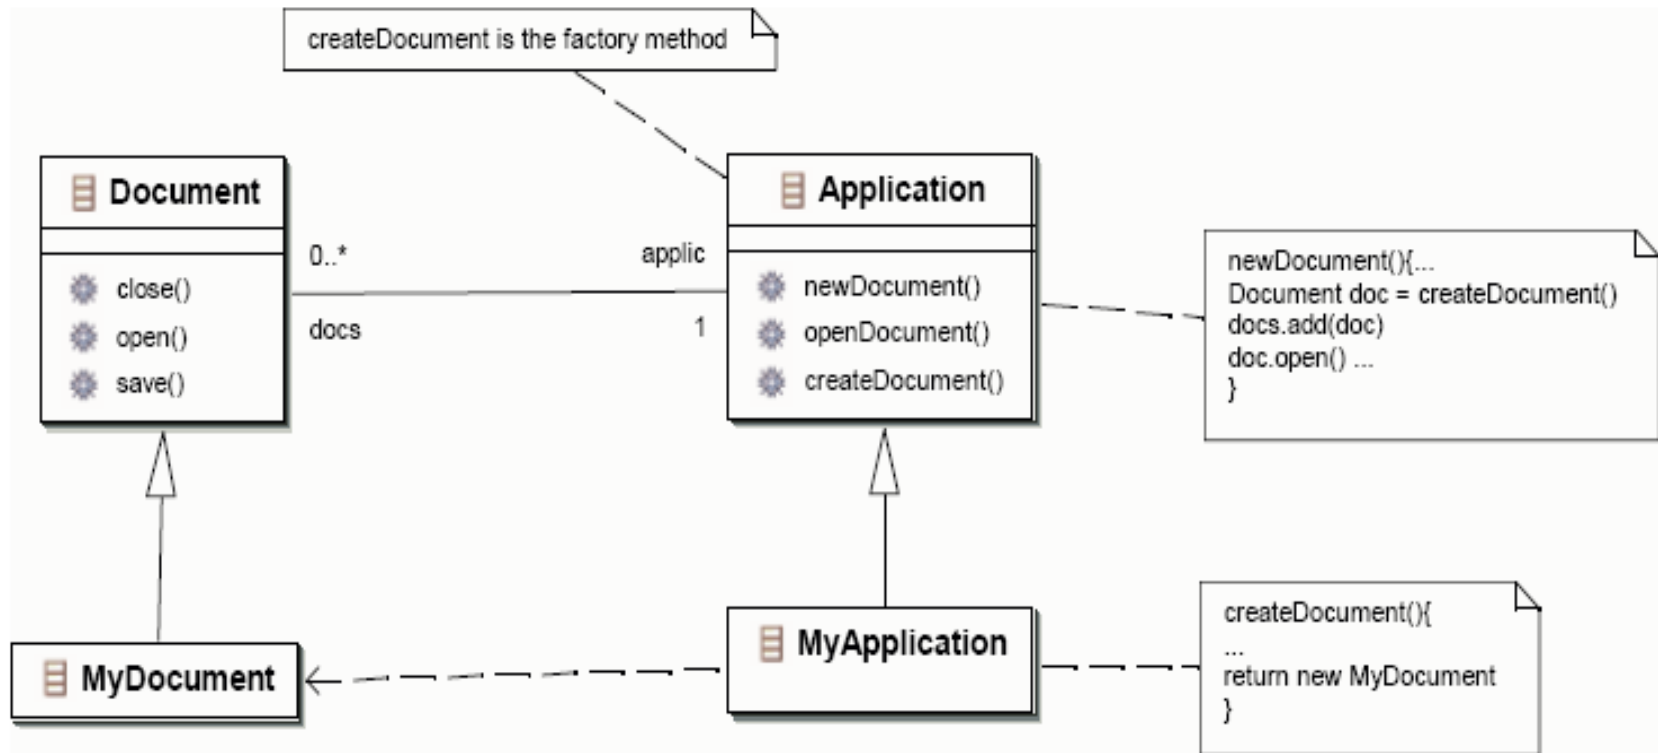 createDocument is the factory method
Document
close()
open()
save()
0..*
docs
applic
1
Application
newDocument()
openDocument()
createDocument()
newDocument(){...
Document doc = createDocument()
docs.add(doc)
doc.open() ...
}
MyDocument
MyApplication
createDocument(){
...
return new MyDocument
}